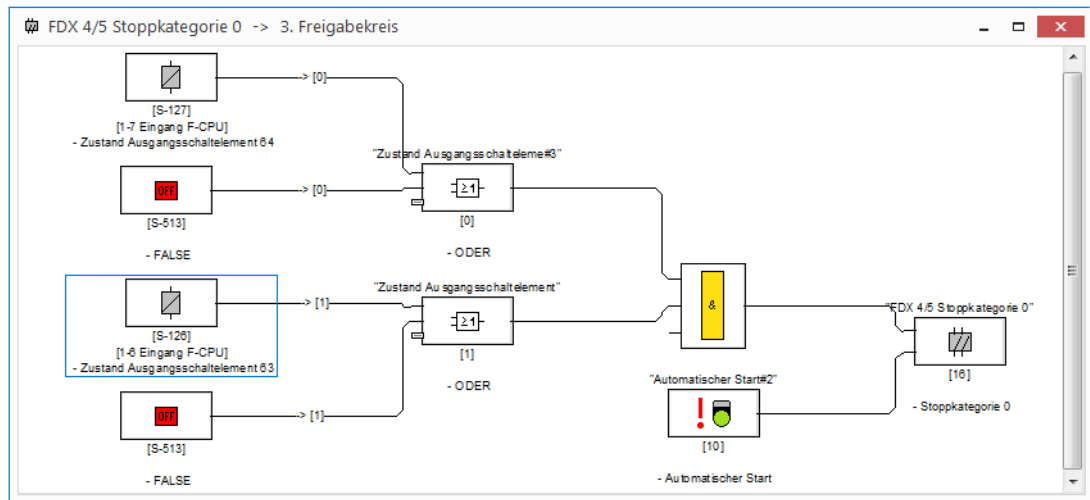 FDX 4/5 Stoppkategorie 0 -> 3. Freigabekreis
-> [0]
[S-127]
[1-7 Eingang F-CPU]
- Zustand Ausgangsschaltelement 64
"Zustand Ausgangsschalteleme#3"
OFF
-> [0]
≥1
[S-513]
[0]
- FALSE
- ODER
"Zustand Ausgangsschaltelement"
-> [1]
≥1
&
"FDX 4/5 Stoppkategorie 0"
[S-126]
[1-6 Eingang F-CPU]
[1]
- Zustand Ausgangsschaltelement 63
[16]
"Automatischer Start#2"
- ODER
OFF
-> [1]
- Stoppkategorie 0
[S-513]
[10]
- FALSE
- Automatischer Start